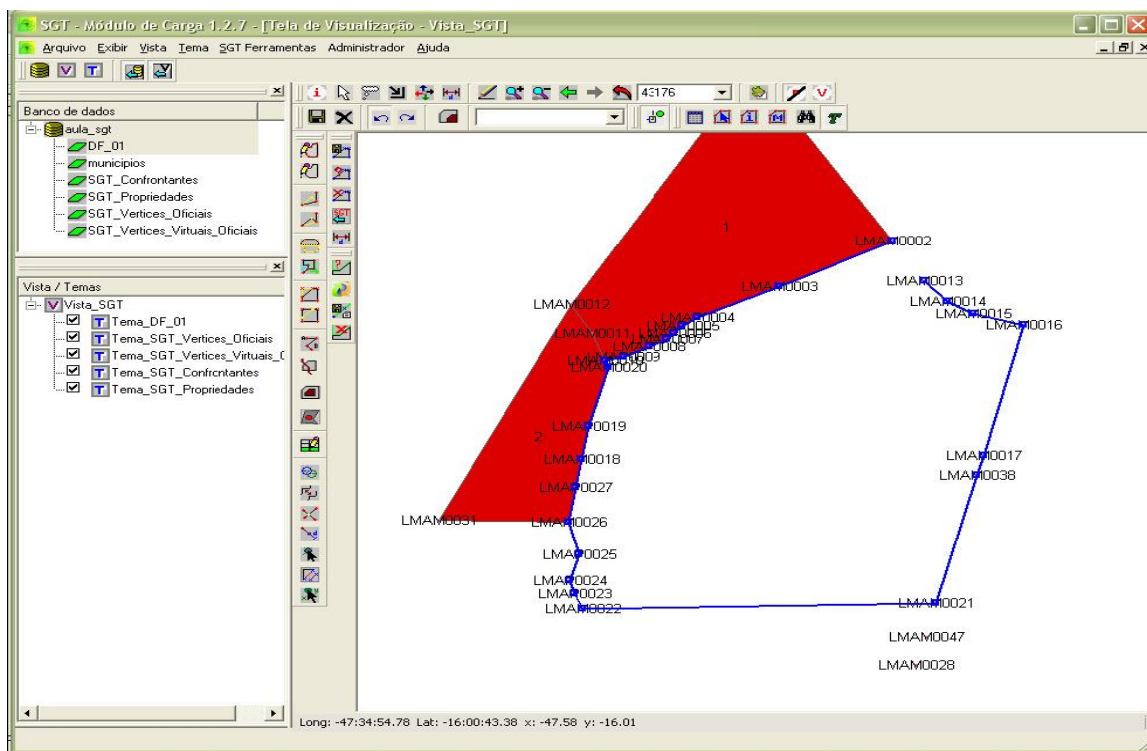 SGT - Módulo de Carga 1.2.7 - [Tela de Visualização - Vista_SGT]
Arquivo Exibir Vista Tema SGT Ferramentas Administrador Ajuda
43176
Banco de dados
aula_sgt
DF_01
municipios
SGT_Confrontantes
SGT_Propriedades
SGT_Vertices_Oficiais
SGT_Vertices_Virtuais_Oficiais
Vista / Temas
Vista_SGT
Tema_DF_01
Tema_SGT_Vertices_Oficiais
Tema_SGT_Vertices_Virtuais_(
Tema_SGT_Confrontantes
Tema_SGT_Propriedades
1
LMAM0002
LMAM0013
LMAM0003
LMAM0014
LMAM0012
LMAM0015
LMAM0004
LMAM0016
LMAM0005
LMAM0011
LMAM0008
LMAM0020
LMAM0019
2
LMAM0018
LMAM0017
LMAM0038
LMAM0027
LMAM0031
LMAM0026
LMAM0025
LMAM0024
LMAM0023
LMAM0022
LMAM0021
LMAM0047
LMAM0028
Long: -47:34:54.78 Lat: -16:00:43.38 x: -47.58 y: -16.01